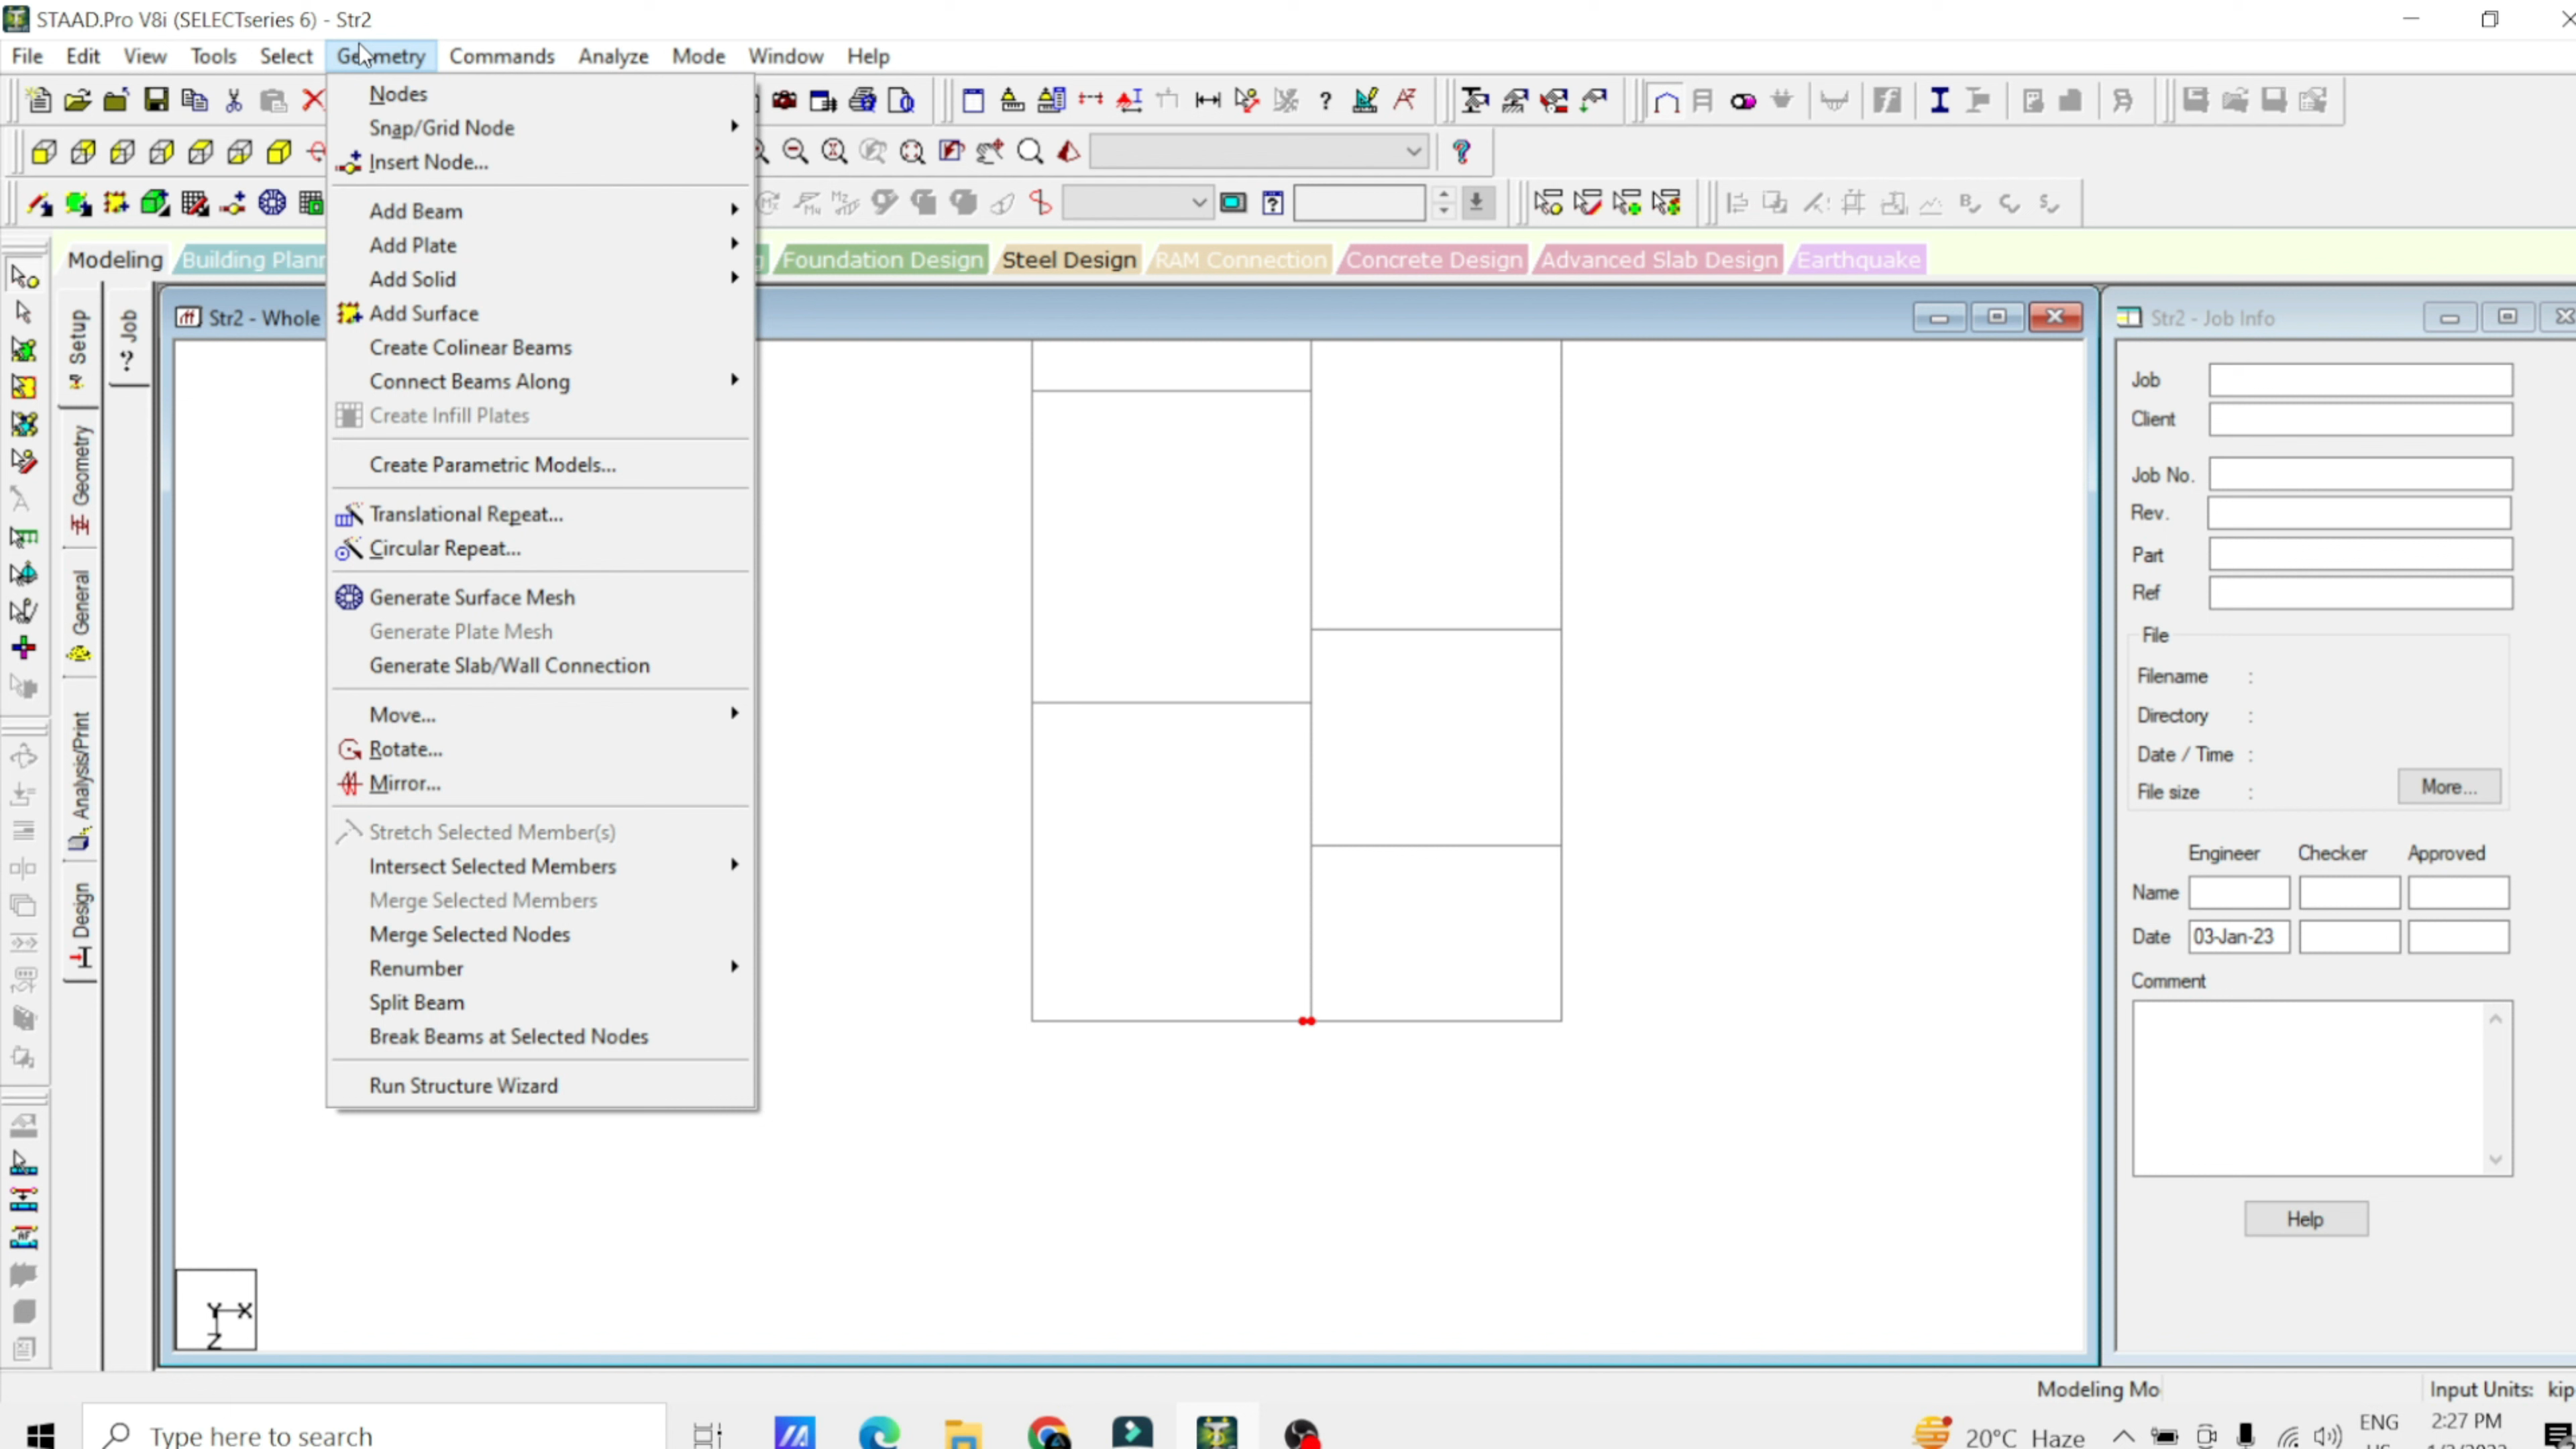 STAAD.Pro V8i (SELECTseries 6) - Str2
File Edit View Tools Select Geometry Commands Analyze Mode Window Help
Nodes
Snap/Grid Node
Insert Node...
Add Beam
Add Plate
Add Solid
Add Surface
Create Colinear Beams
Connect Beams Along
Create Infill Plates
Create Parametric Models...
Translational Repeat...
Circular Repeat...
Generate Surface Mesh
Generate Plate Mesh
Generate Slab/Wall Connection
Move...
Rotate...
Mirror...
Stretch Selected Member(s)
Intersect Selected Members
Merge Selected Members
Merge Selected Nodes
Renumber
Split Beam
Break Beams at Selected Nodes
Run Structure Wizard
Modeling Building Plann g Foundation Design Steel Design RAM Connection Concrete Design Advanced Slab Design Earthquake
Setup
Geometry
General
Analysis/Print
Design
Job
Str2 - Whole
Y X
Z
Str2 - Job Info
Job
Client
Job No.
Rev.
Part
Ref
File
Filename :
Directory :
Date / Time :
File size :
More...
Engineer Checker Approved
Name
Date 03-Jan-23
Comment
Help
Modeling Mo Input Units: kip
Type here to search
20°C Haze
ENG
2:27 PM